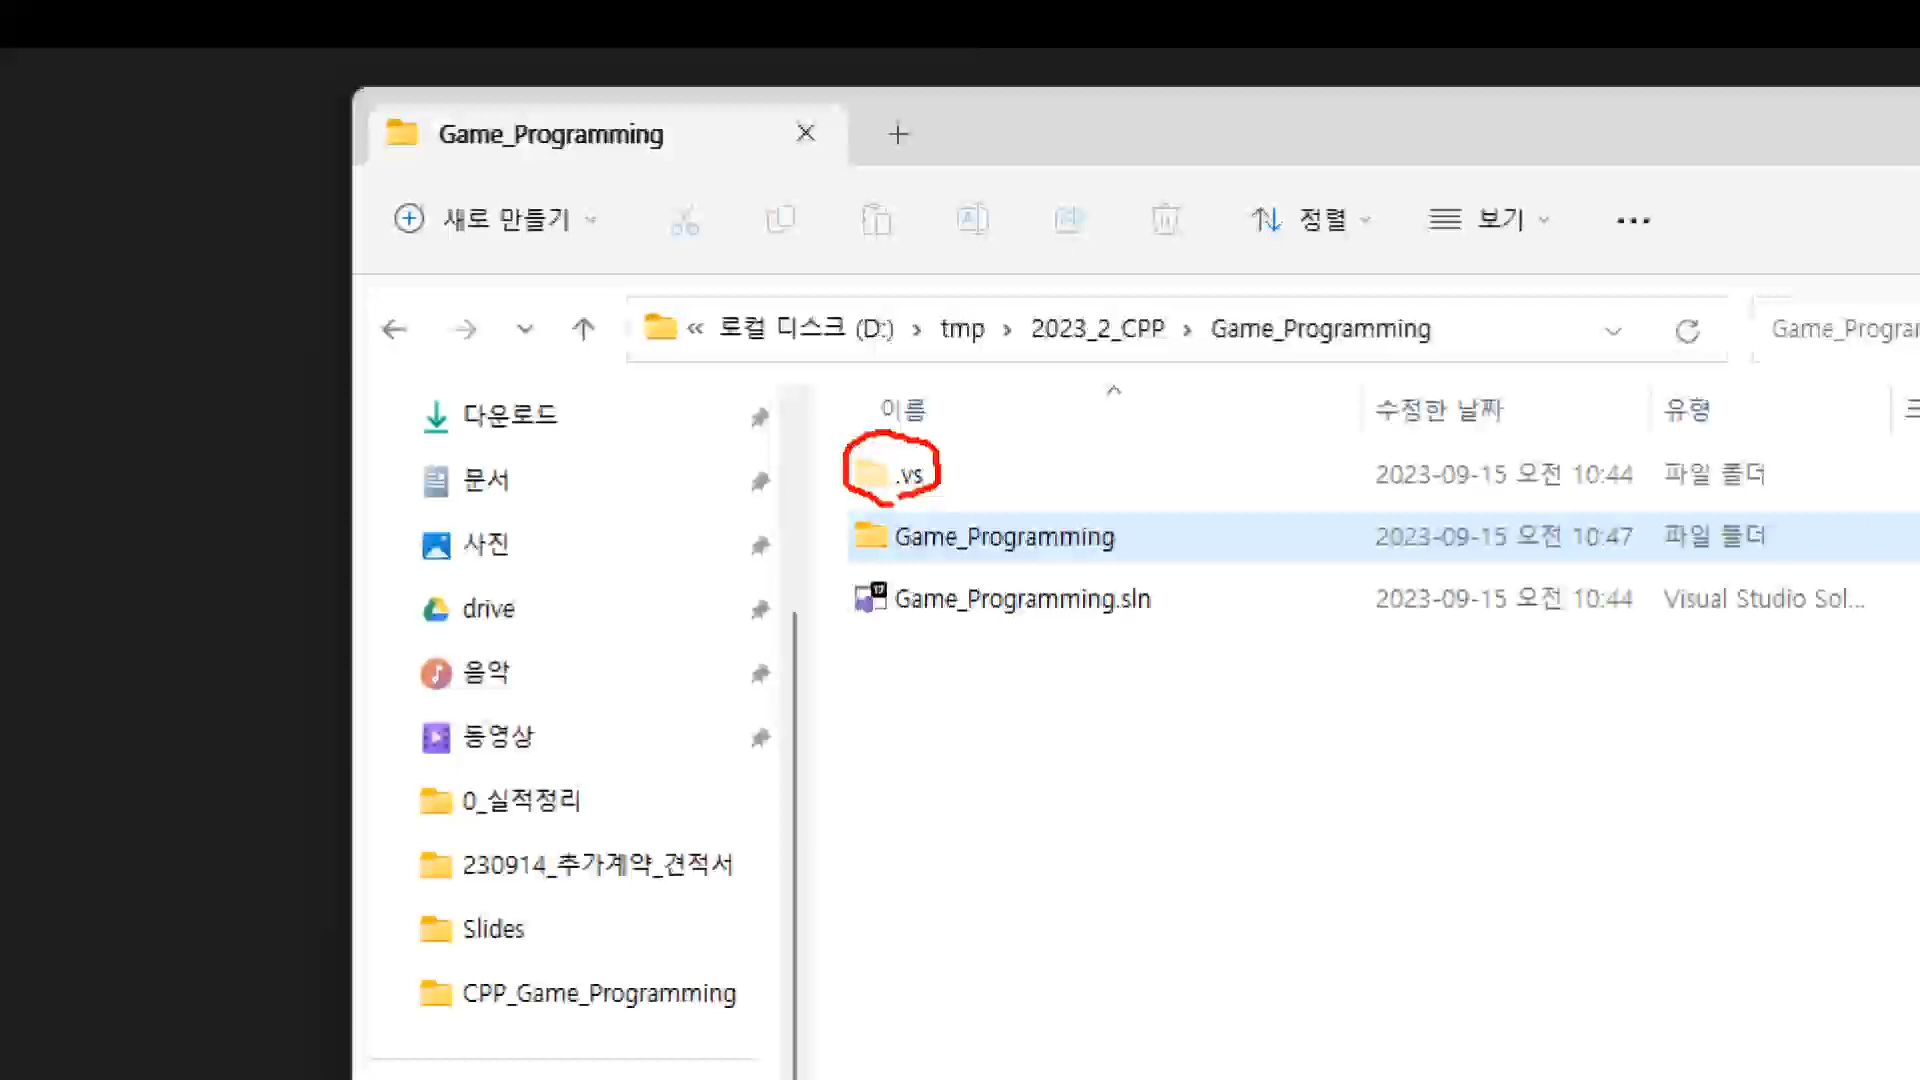 Game_Programming
새로 만들기
정렬
보기
« 로컬 디스크 (D:) › tmp › 2023_2_CPP › Game_Programming
다운로드
문서
사진
drive
음악
동영상
0_실적정리
230914_추가계약_견적서
Slides
CPP_Game_Programming
이름 수정한 날짜 유형
.vs 2023-09-15 오전 10:44 파일 폴더
Game_Programming 2023-09-15 오전 10:47 파일 폴더
Game_Programming.sln 2023-09-15 오전 10:44 Visual Studio Sol...